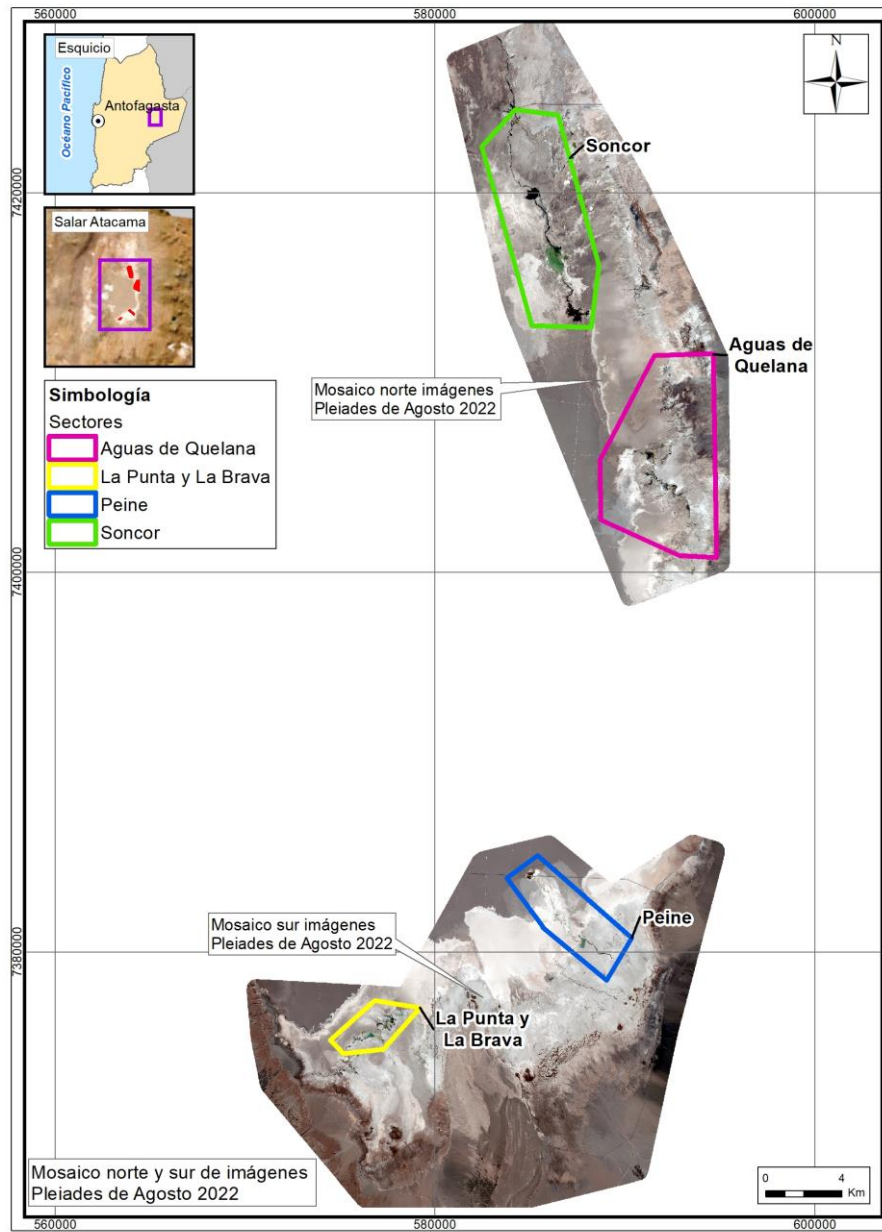 560000
580000
600000
Esquicio
Océano Pacífico
Antofagasta
N
Soncor
7420000
Salar Atacama
Aguas de
Quelana
Simbología
Sectores
Aguas de Quelana
La Punta y La Brava
Peine
Soncor
Mosaico norte imágenes
Pleiades de Agosto 2022
7400000
Peine
Mosaico sur imágenes
Pleiades de Agosto 2022
7380000
La Punta y
La Brava
Mosaico norte y sur de imágenes
Pleiades de Agosto 2022
0 4
Km
560000
580000
600000